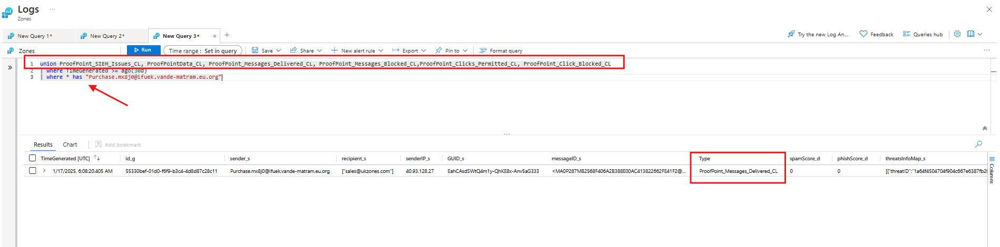 Logs ...
Zones
New Query 1* New Query 2* New Query 3* × +
Try the new Log An... Feedback Queries hub
Zones Run Time range : Set in query Save Share New alert rule Export Pin to Format query ...
1 union ProofPoint_SIEM_Issues_CL, ProofPointData_CL, ProofPoint_Messages_Delivered_CL, ProofPoint_Messages_Blocked_CL,ProofPoint_Clicks_Permitted_CL, ProofPoint_Click_Blocked_CL
2 | where TimeGenerated >= ago(30d)
3 | where * has "Purchase.mx8j0@ifuek.vande-matram.eu.org"
...
Results Chart Add bookmark
TimeGenerated [UTC] id_g sender_s recipient_s senderIP_s GUID_s messageID_s Type spamScore_d phishScore_d threatsInfoMap_s
1/17/2025, 6:08:20.405 AM 55330bef-01d0-f6f9-b3c4-4d8d87c28c11 Purchase.mx8j0@ifuek.vande-matram.eu.org ["sales@ukzones.com"] 40.93.128.27 EahCAsdSWtQ4m1y-QhKE8x-Anv5aG333 <MA0P287MB2568F406A2B388E00AC413822662FE41F2@... ProofPoint_Messages_Delivered_CL 0 0 [{"threatID":"1a64f4504704f904c667e6387fb29
Columns